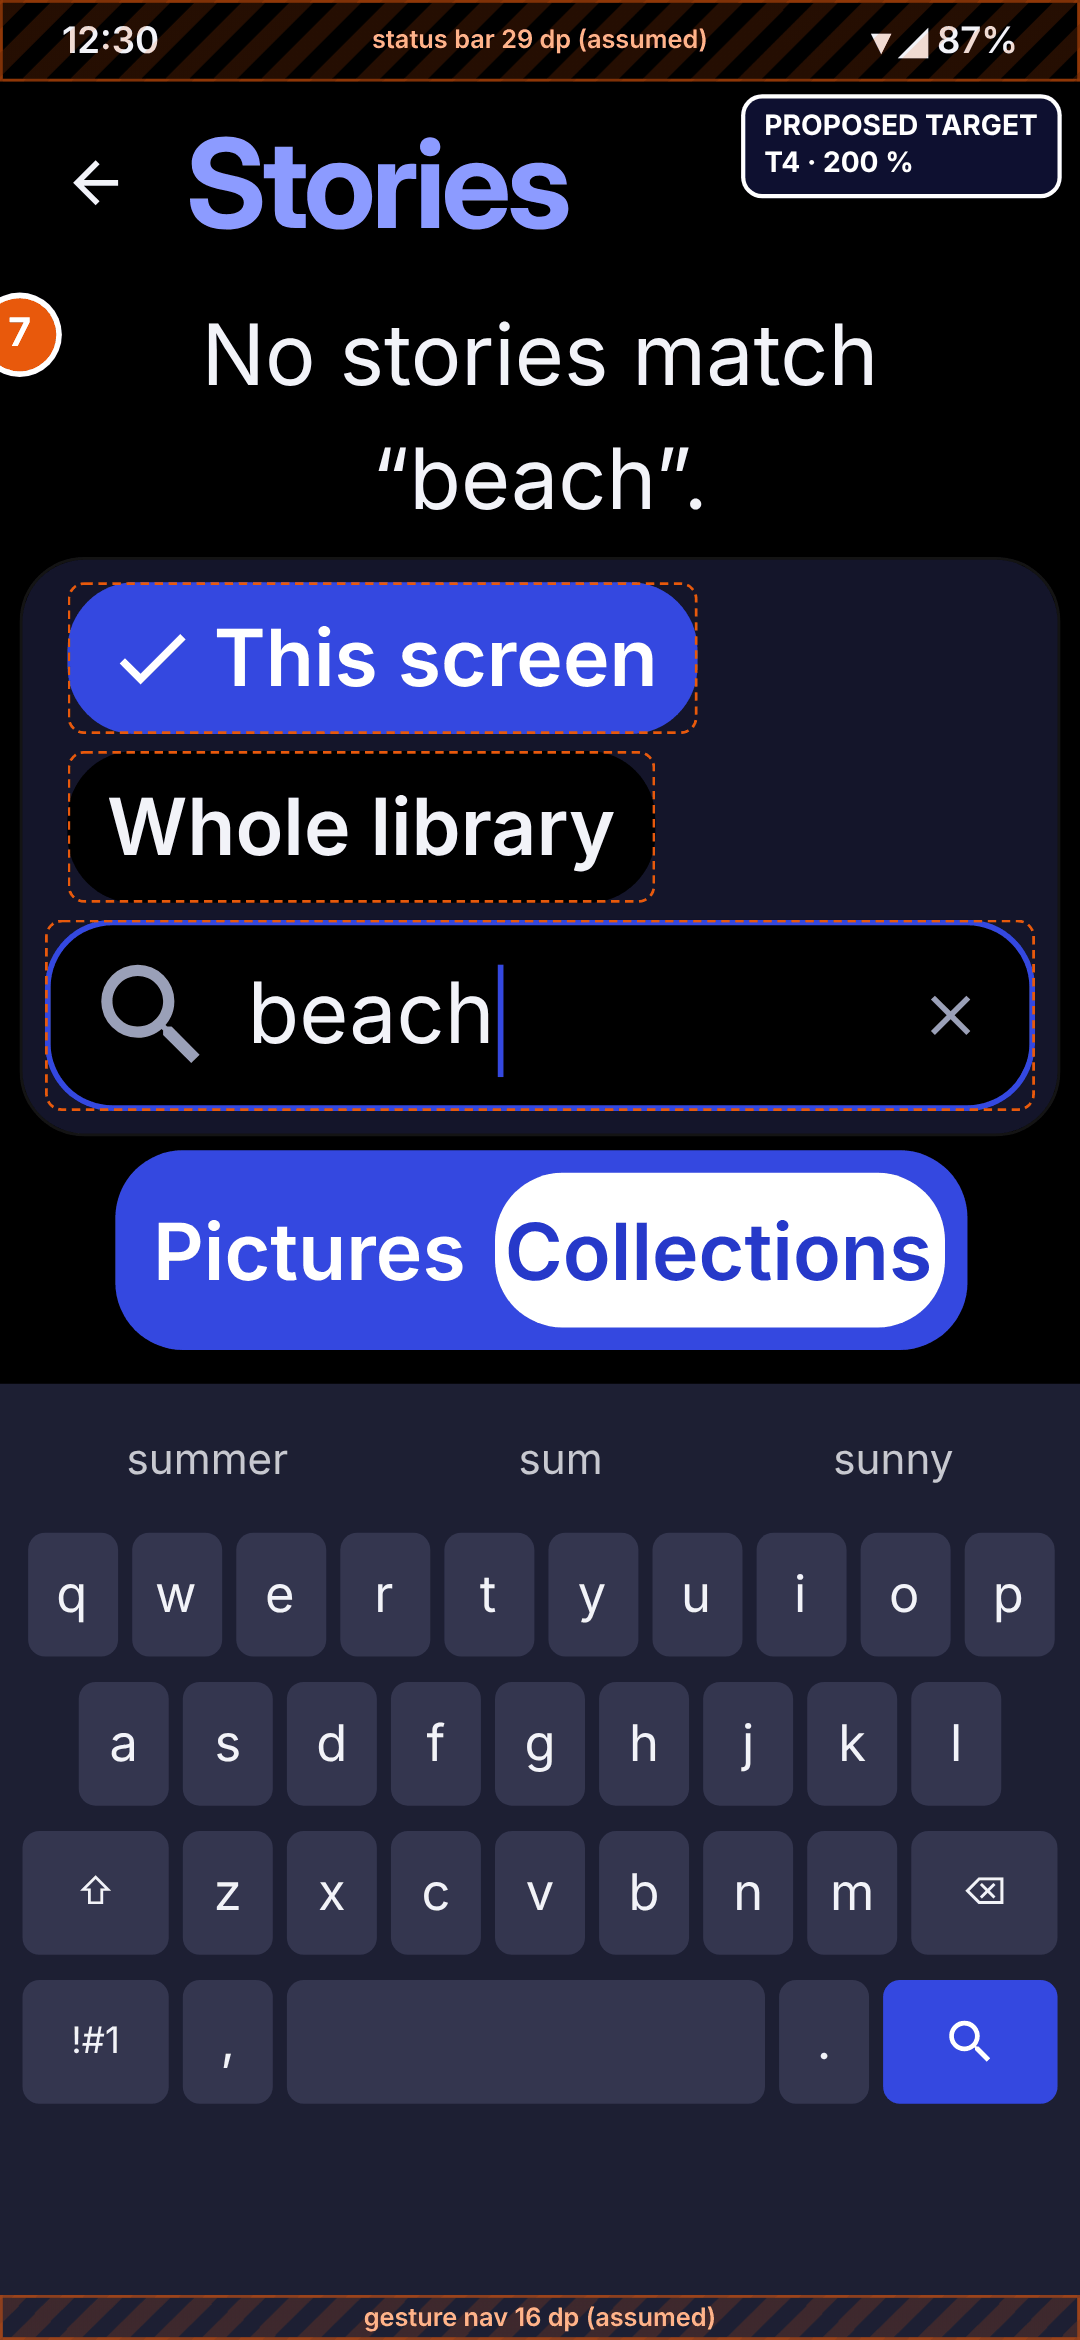 12:30 status bar 29 dp (assumed) 87%
PROPOSED TARGET
T4 · 200 %
Stories
7
No stories match
“beach”.
This screen
Whole library
beach
Pictures Collections
summer sum sunny
q w e r t y u i o p
a s d f g h j k l
z x c v b n m
!#1 , .
gesture nav 16 dp (assumed)